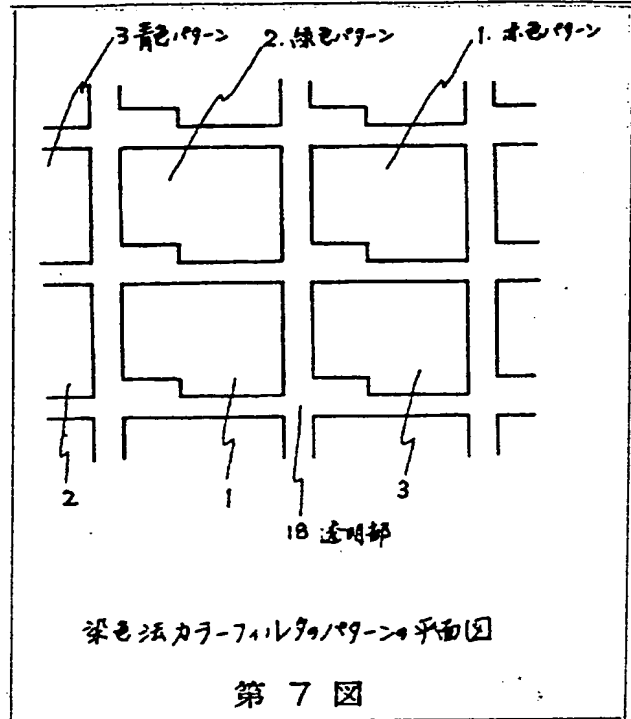 3 青色パターン 2. 緑色パターン 1. 赤色パターン
2 1 3
18 透明部
染色法カラーフィルタのパターンの平面図
第 7 図